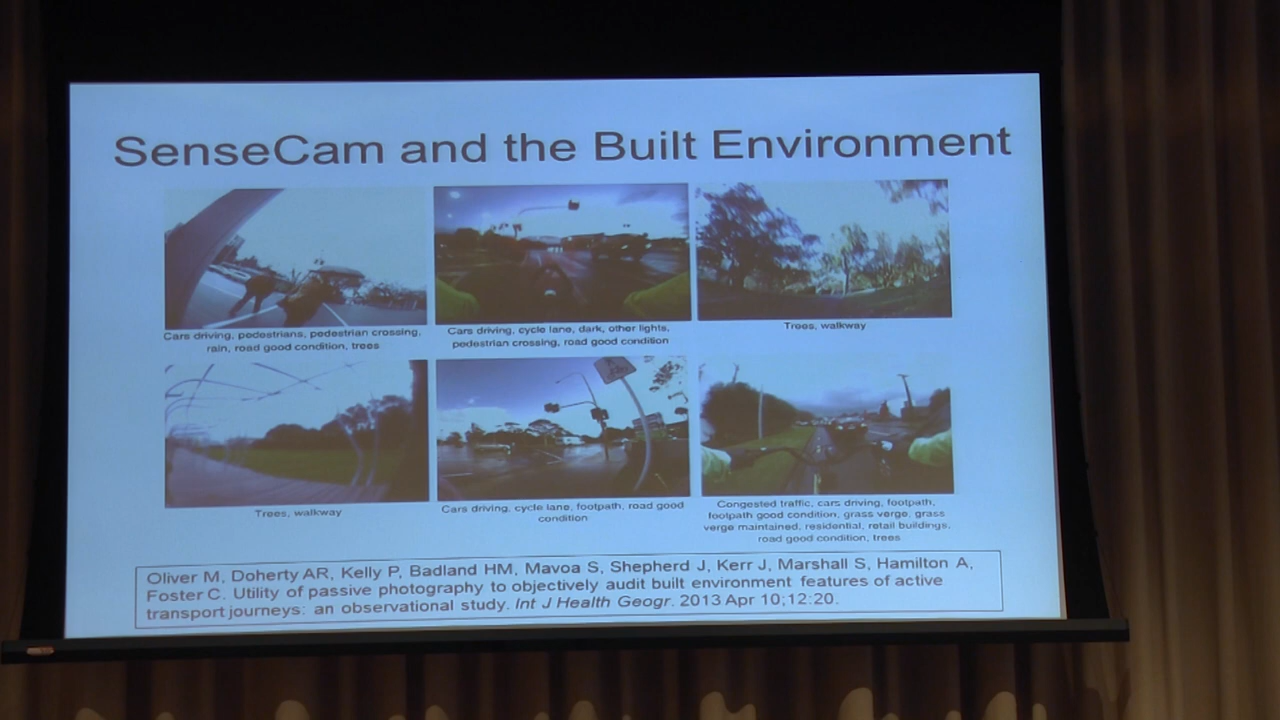 SenseCam and the Built Environment
Cars driving, pedestrians, pedestrian crossing,
rain, road good condition, trees
Cars driving, cycle lane, dark, other lights,
pedestrian crossing, road good condition
Trees, walkway
Trees, walkway
Cars driving, cycle lane, footpath, road good
condition
Congested traffic, cars driving, footpath,
footpath good condition, grass verge, grass
verge maintained, residential, retail buildings,
road good condition, trees
Oliver M, Doherty AR, Kelly P, Badland HM, Mavoa S, Shepherd J, Kerr J, Marshall S, Hamilton A,
Foster C. Utility of passive photography to objectively audit built environment features of active
transport journeys: an observational study. Int J Health Geogr. 2013 Apr 10;12:20.